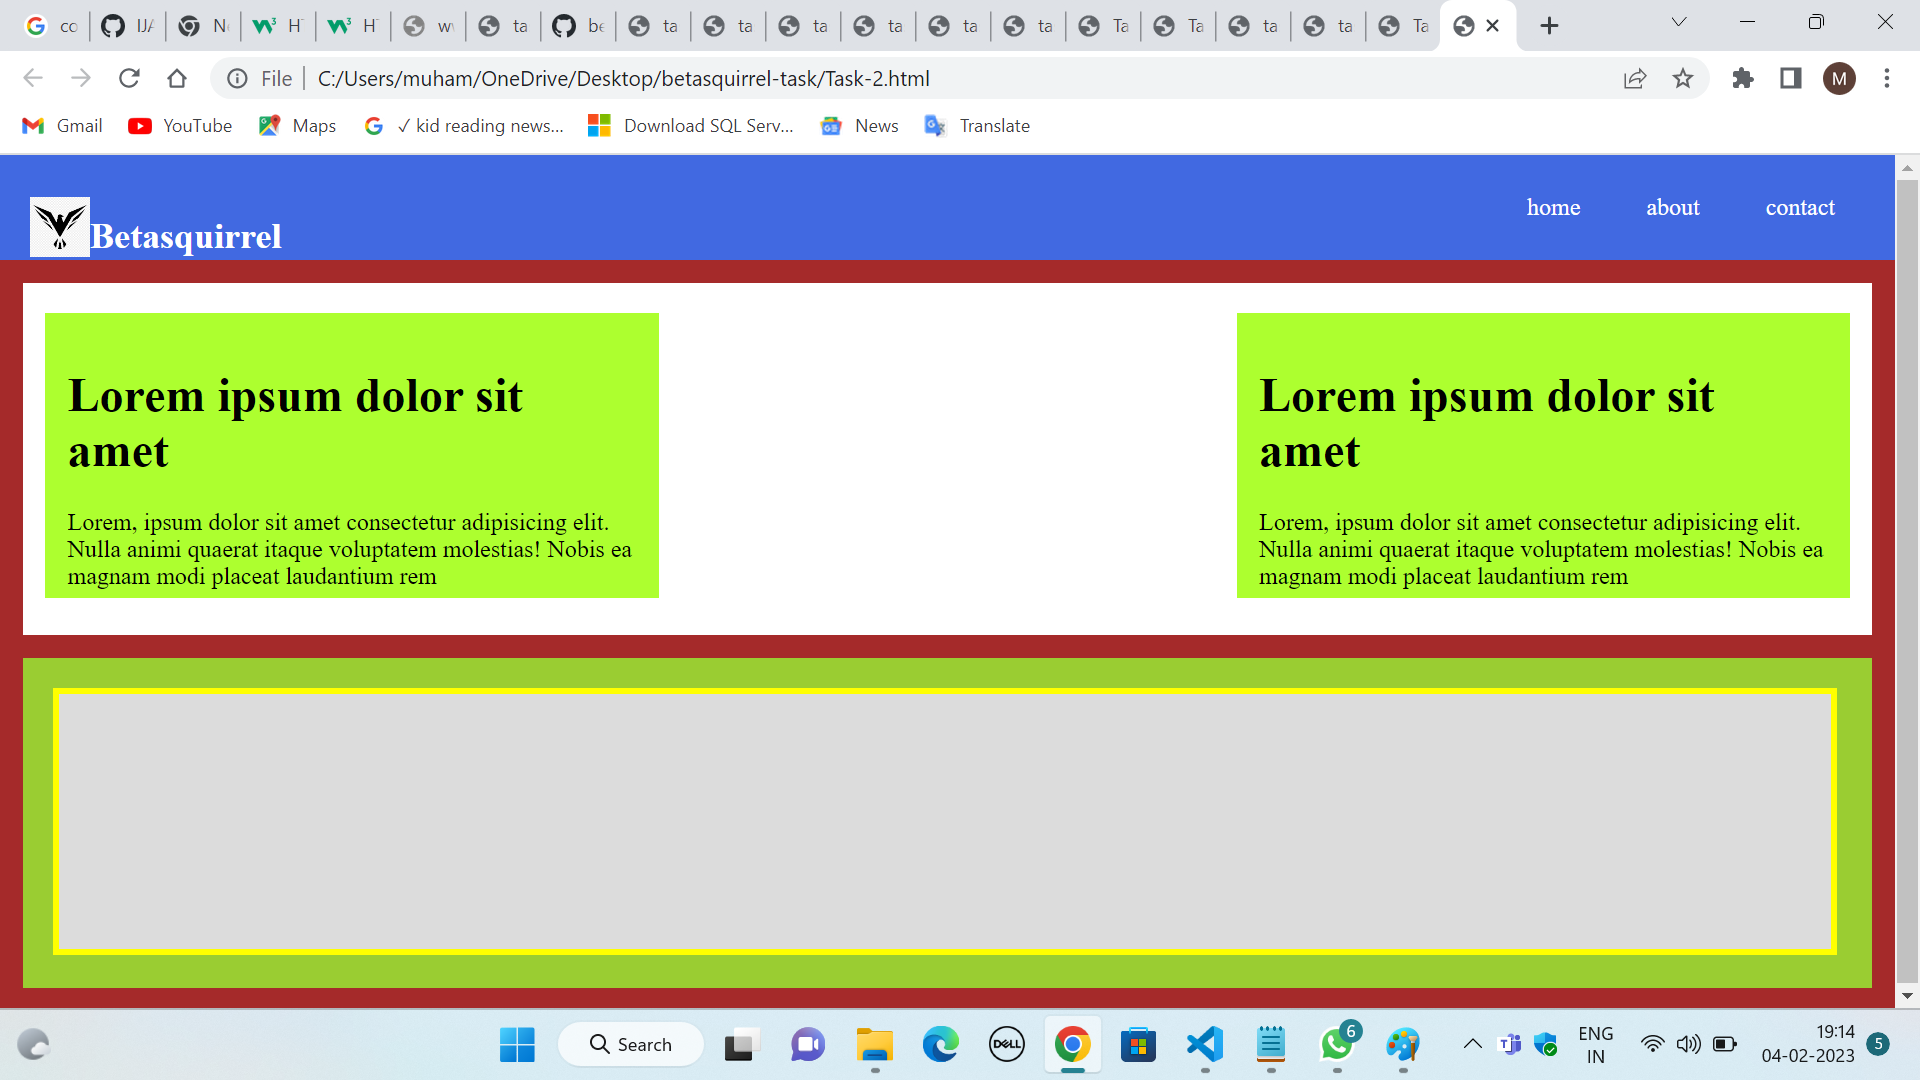 co
IJA
N
H
H
w
ta
be
ta
ta
ta
ta
ta
ta
Ta
Ta
ta
ta
Ta
File
C:/Users/muham/OneDrive/Desktop/betasquirrel-task/Task-2.html
M
Gmail
YouTube
Maps
✓ kid reading news...
Download SQL Serv...
News
Translate
Betasquirrel
home
about
contact
Lorem ipsum dolor sit
amet
Lorem, ipsum dolor sit amet consectetur adipisicing elit.
Nulla animi quaerat itaque voluptatem molestias! Nobis ea
magnam modi placeat laudantium rem
Lorem ipsum dolor sit
amet
Lorem, ipsum dolor sit amet consectetur adipisicing elit.
Nulla animi quaerat itaque voluptatem molestias! Nobis ea
magnam modi placeat laudantium rem
Search
DELL
6
ENG
IN
19:14
04-02-2023
5